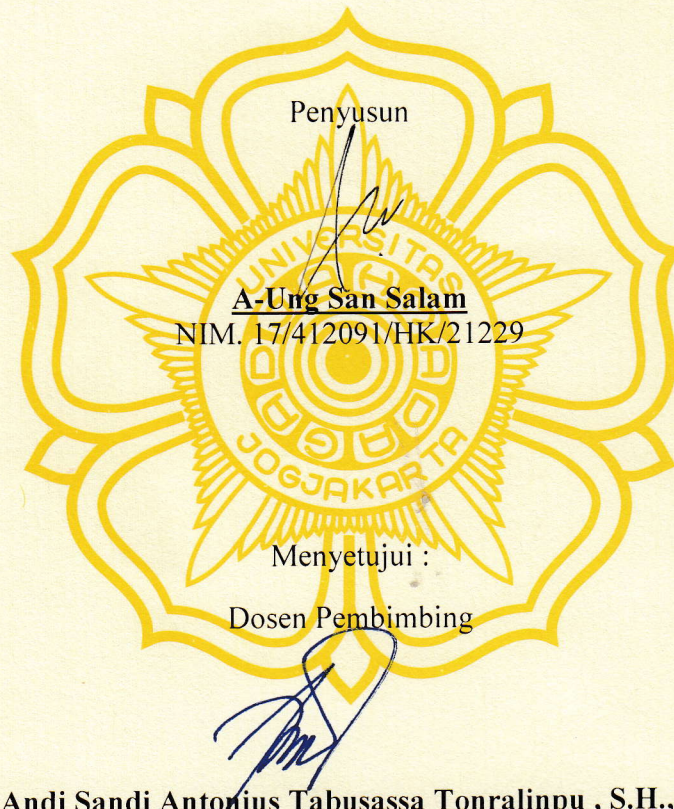 Penyusun
UNIVERSITAS
GADJAH MADA
JOGJAKARTA
A-Ung San Salam
NIM. 17/412091/HK/21229
Menyetujui :
Dosen Pembimbing
Andi Sandi Antonius Tabusassa Tonralinpu , S.H.,